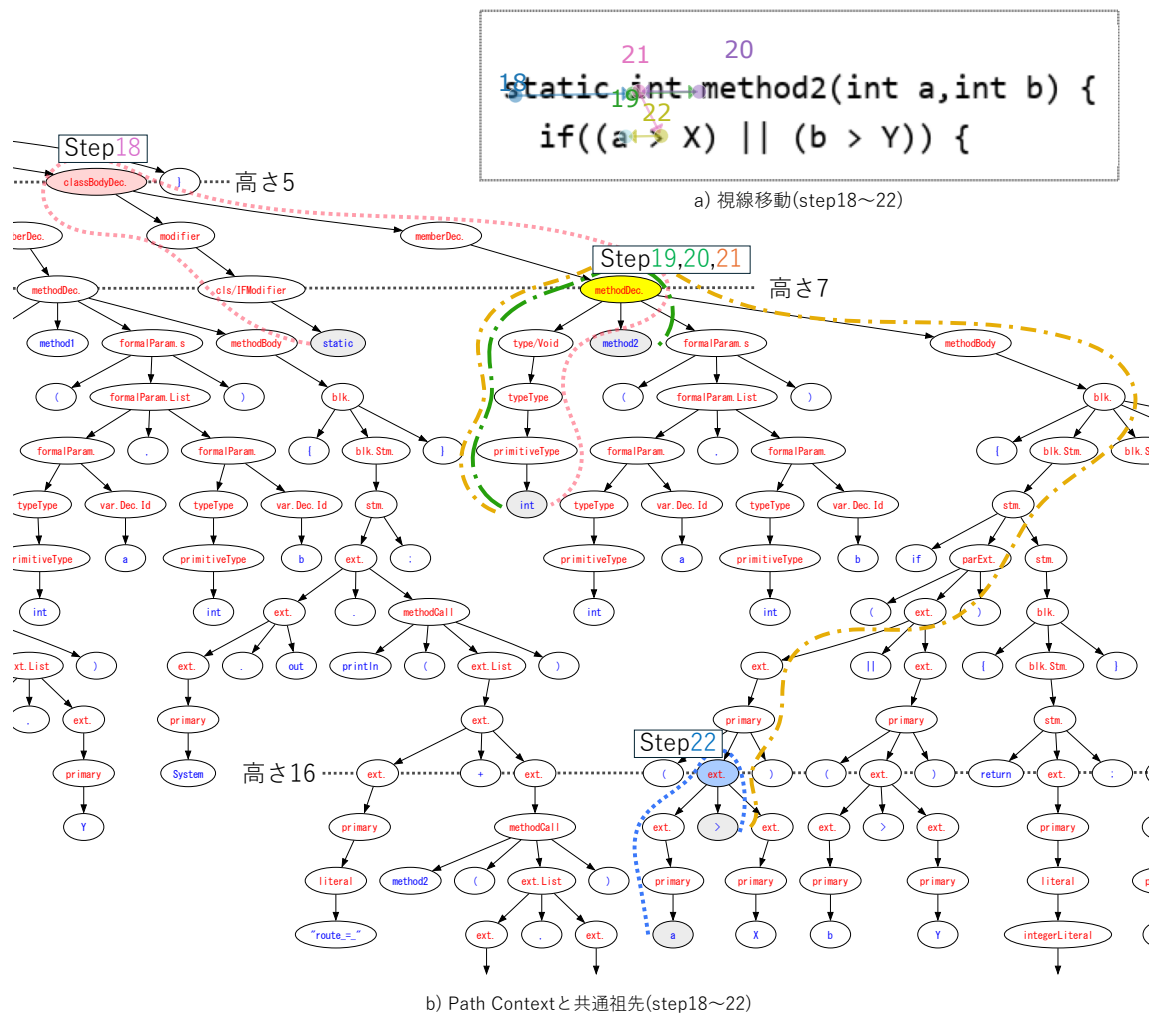 21
20
18
static int method2(int a,int b) {
19
22
if((a > X) || (b > Y)) {
a) 視線移動(step18～22)
Step18
classBodyDec.
}
高さ5
berDec.
modifier
memberDec.
Step19,20,21
methodDec.
cls/IFModifier
methodDec.
高さ7
method1
formalParam.s
methodBody
static
type/Void
method2
formalParam.s
methodBody
(
formalParam.List
)
blk.
typeType
(
formalParam.List
)
blk.
formalParam.
formalParam.
{
blk.Stm.
}
primitiveType
formalParam.
formalParam.
{
blk.Stm.
blk.S
typeType
var.Dec.Id
typeType
var.Dec.Id
stm.
int
typeType
var.Dec.Id
typeType
var.Dec.Id
stm.
rimitiveType
a
primitiveType
b
ext.
;
primitiveType
a
primitiveType
b
if
parExt.
stm.
int
int
ext.
.
methodCall
int
int
(
ext.
)
blk.
xt.List
)
ext.
.
out
println
(
ext.List
)
ext.
||
ext.
{
blk.Stm.
}
ext.
primary
ext.
primary
primary
stm.
Step22
primary
System
高さ16
ext.
+
ext.
(
ext.
)
(
ext.
)
return
ext.
;
Y
primary
methodCall
ext.
>
ext.
ext.
>
ext.
primary
literal
method2
(
ext.List
)
primary
primary
primary
primary
literal
"route_=_"
ext.
ext.
a
X
b
Y
integerLiteral
b) Path Contextと共通祖先(step18～22)